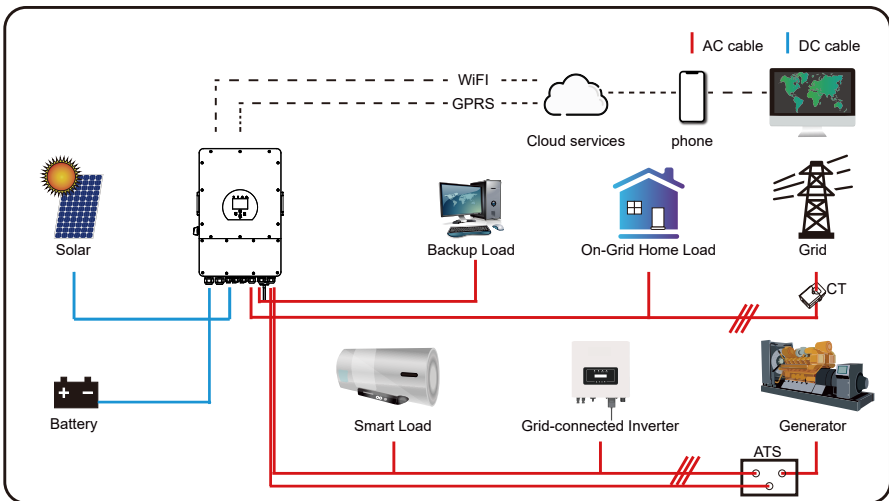 AC cable
DC cable
WiFI
GPRS
Cloud services
phone
Solar
Backup Load
On-Grid Home Load
Grid
CT
Battery
Smart Load
Grid-connected Inverter
Generator
ATS